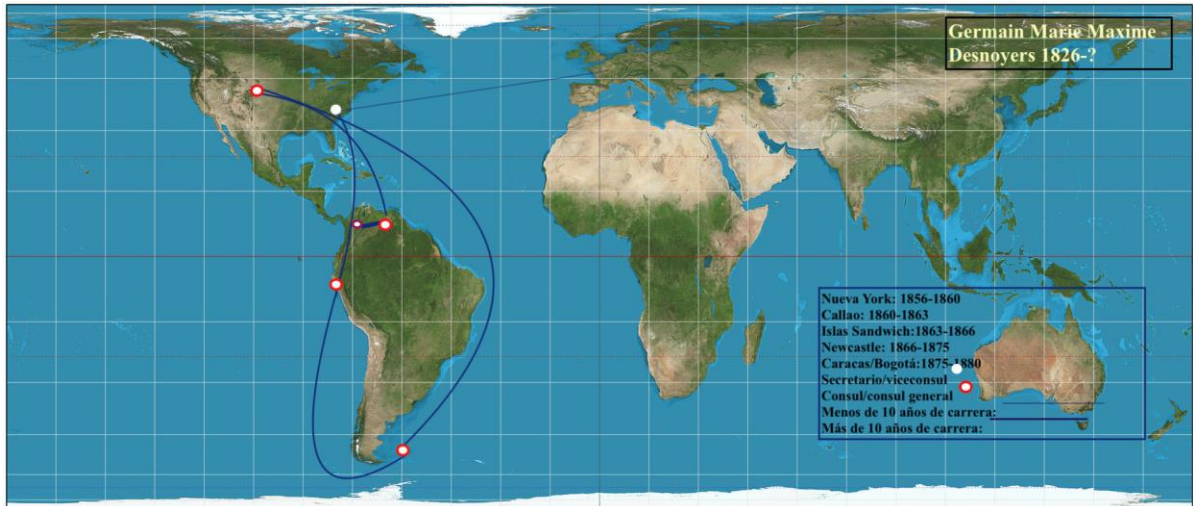 Germain Marie Maxime
Desnoyers 1826-?
Nueva York: 1856-1860
Callao: 1860-1863
Islas Sandwich:1863-1866
Newcastle: 1866-1875
Caracas/Bogotá:1875-1880
Secretario/viceconsul
Consul/consul general
Menos de 10 años de carrera:
Más de 10 años de carrera: